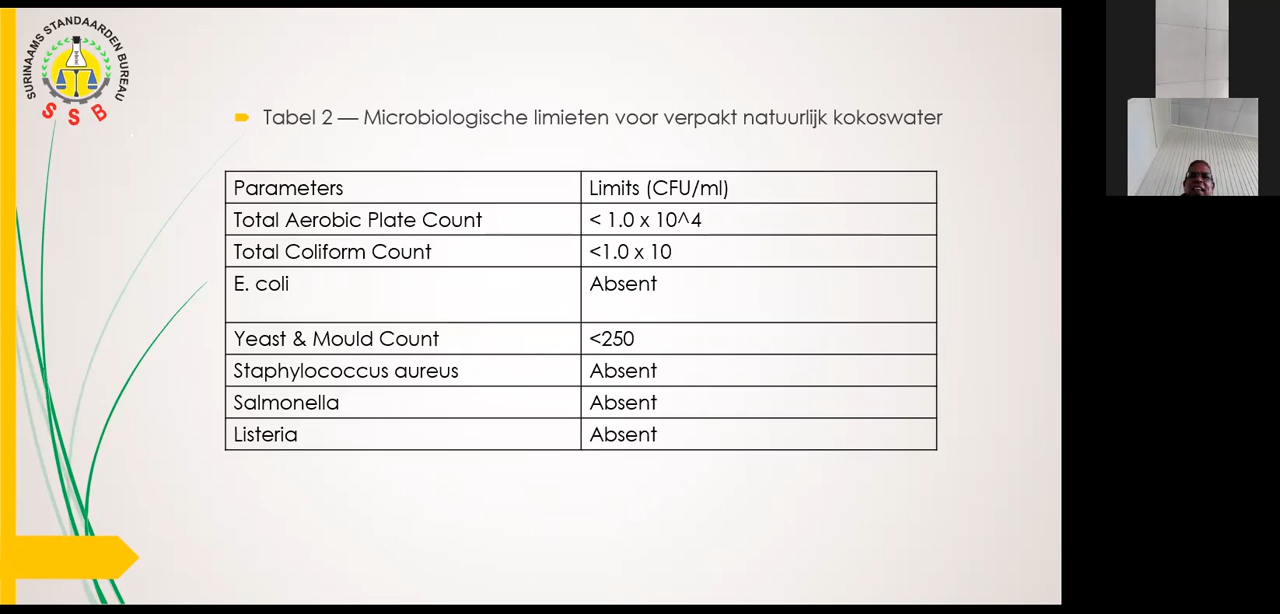 SURINAAMS STANDAARDEN BUREAU
SSB
Tabel 2 — Microbiologische limieten voor verpakt natuurlijk kokoswater
Parameters Limits (CFU/ml)
Total Aerobic Plate Count < 1.0 x 10^4
Total Coliform Count <1.0 x 10
E. coli Absent
Yeast & Mould Count <250
Staphylococcus aureus Absent
Salmonella Absent
Listeria Absent